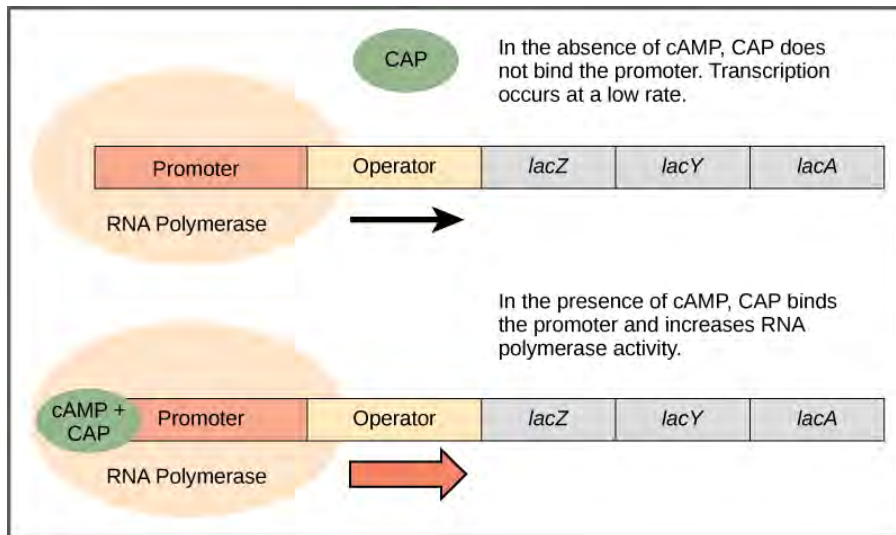 CAP
In the absence of cAMP, CAP does
not bind the promoter. Transcription
occurs at a low rate.
Promoter
Operator
lacZ
lacY
lacA
RNA Polymerase
In the presence of cAMP, CAP binds
the promoter and increases RNA
polymerase activity.
cAMP +
CAP
Promoter
Operator
lacZ
lacY
lacA
RNA Polymerase